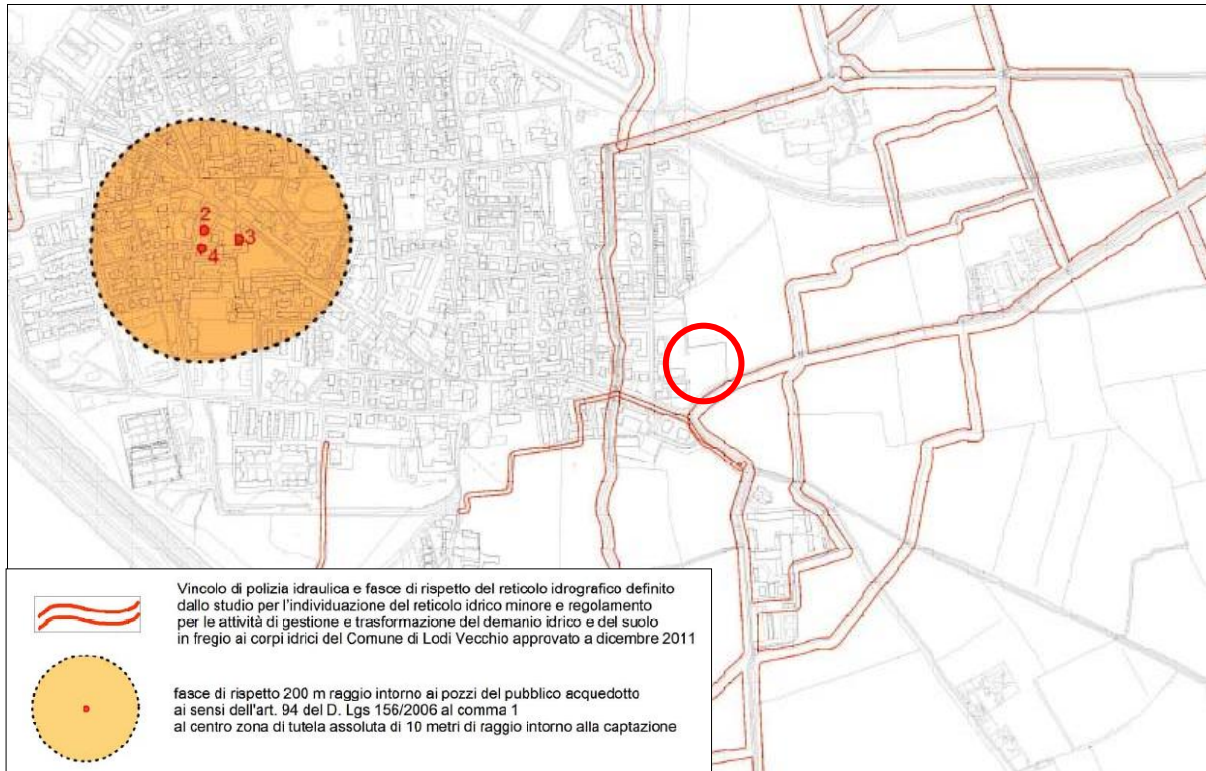 2
3
4
Vincolo di polizia idraulica e fasce di rispetto del reticolo idrografico definito
dallo studio per l'individuazione del reticolo idrico minore e regolamento
per le attività di gestione e trasformazione del demanio idrico e del suolo
in fregio ai corpi idrici del Comune di Lodi Vecchio approvato a dicembre 2011
fasce di rispetto 200 m raggio intorno ai pozzi del pubblico acquedotto
ai sensi dell'art. 94 del D. Lgs 156/2006 al comma 1
al centro zona di tutela assoluta di 10 metri di raggio intorno alla captazione